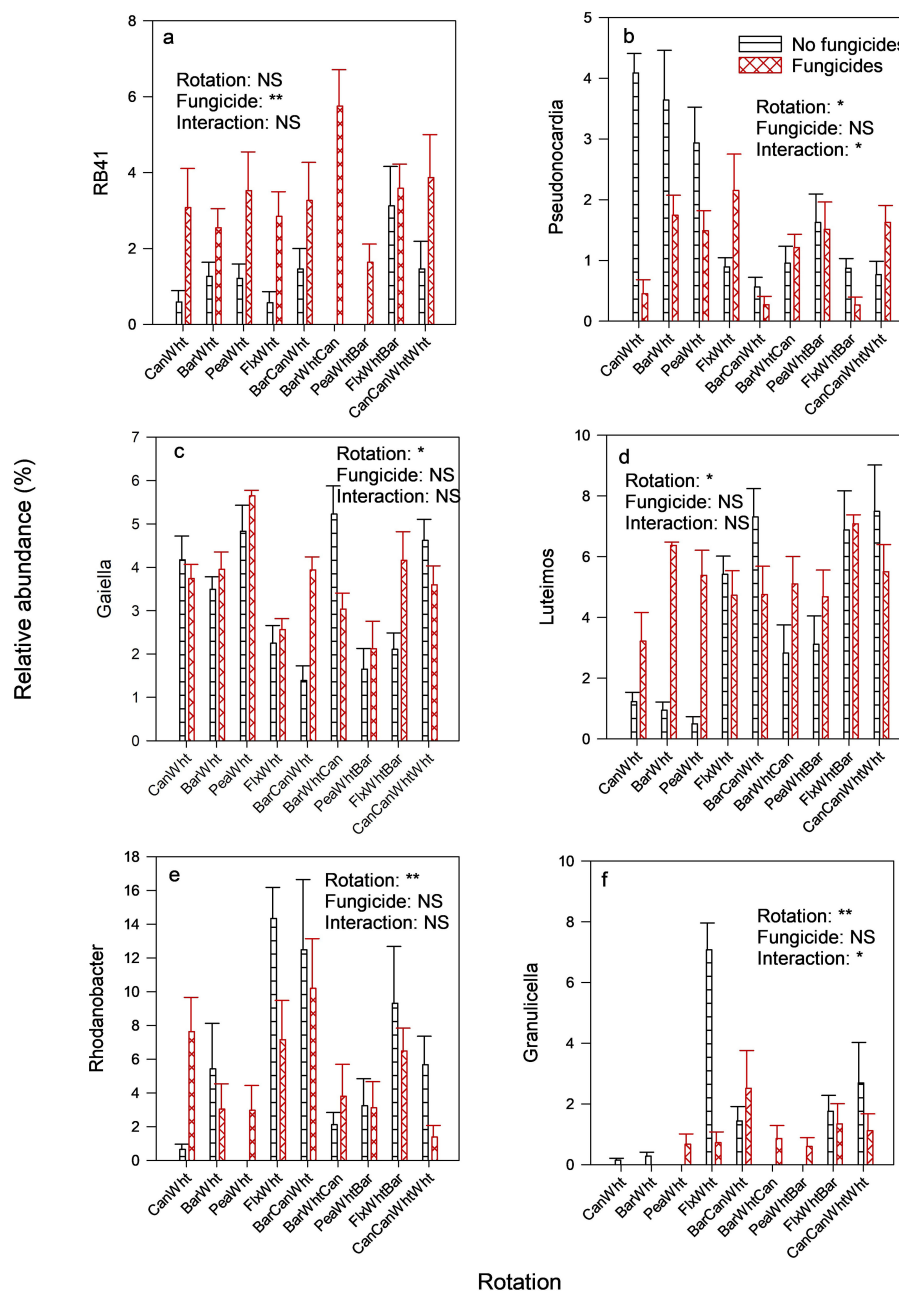 a
Rotation: NS
Fungicide: **
Interaction: NS
RB41
8
6
4
2
0
CanWht
BarWht
PeaWht
FlxWht
BarCanWht
BarWhtCan
PeaWhtBar
FlxWhtBar
CanCanWhtWht
b
No fungicides
Fungicides
Rotation: *
Fungicide: NS
Interaction: *
Pseudonocardia
5
4
3
2
1
0
CanWht
BarWht
PeaWht
FlxWht
BarCanWht
BarWhtCan
PeaWhtBar
FlxWhtBar
CanCanWhtWht
Relative abundance (%)
c
Rotation: *
Fungicide: NS
Interaction: NS
Gaiella
7
6
5
4
3
2
1
0
CanWht
BarWht
PeaWht
FlxWht
BarCanWht
BarWhtCan
PeaWhtBar
FlxWhtBar
CanCanWhtWht
d
Rotation: *
Fungicide: NS
Interaction: NS
Luteimos
10
8
6
4
2
0
CanWht
BarWht
PeaWht
FlxWht
BarCanWht
BarWhtCan
PeaWhtBar
FlxWhtBar
CanCanWhtWht
e
Rotation: **
Fungicide: NS
Interaction: NS
Rhodanobacter
18
16
14
12
10
8
6
4
2
0
CanWht
BarWht
PeaWht
FlxWht
BarCanWht
BarWhtCan
PeaWhtBar
FlxWhtBar
CanCanWhtWht
f
Rotation: **
Fungicide: NS
Interaction: *
Granulicella
10
8
6
4
2
0
CanWht
BarWht
PeaWht
FlxWht
BarCanWht
BarWhtCan
PeaWhtBar
FlxWhtBar
CanCanWhtWht
Rotation